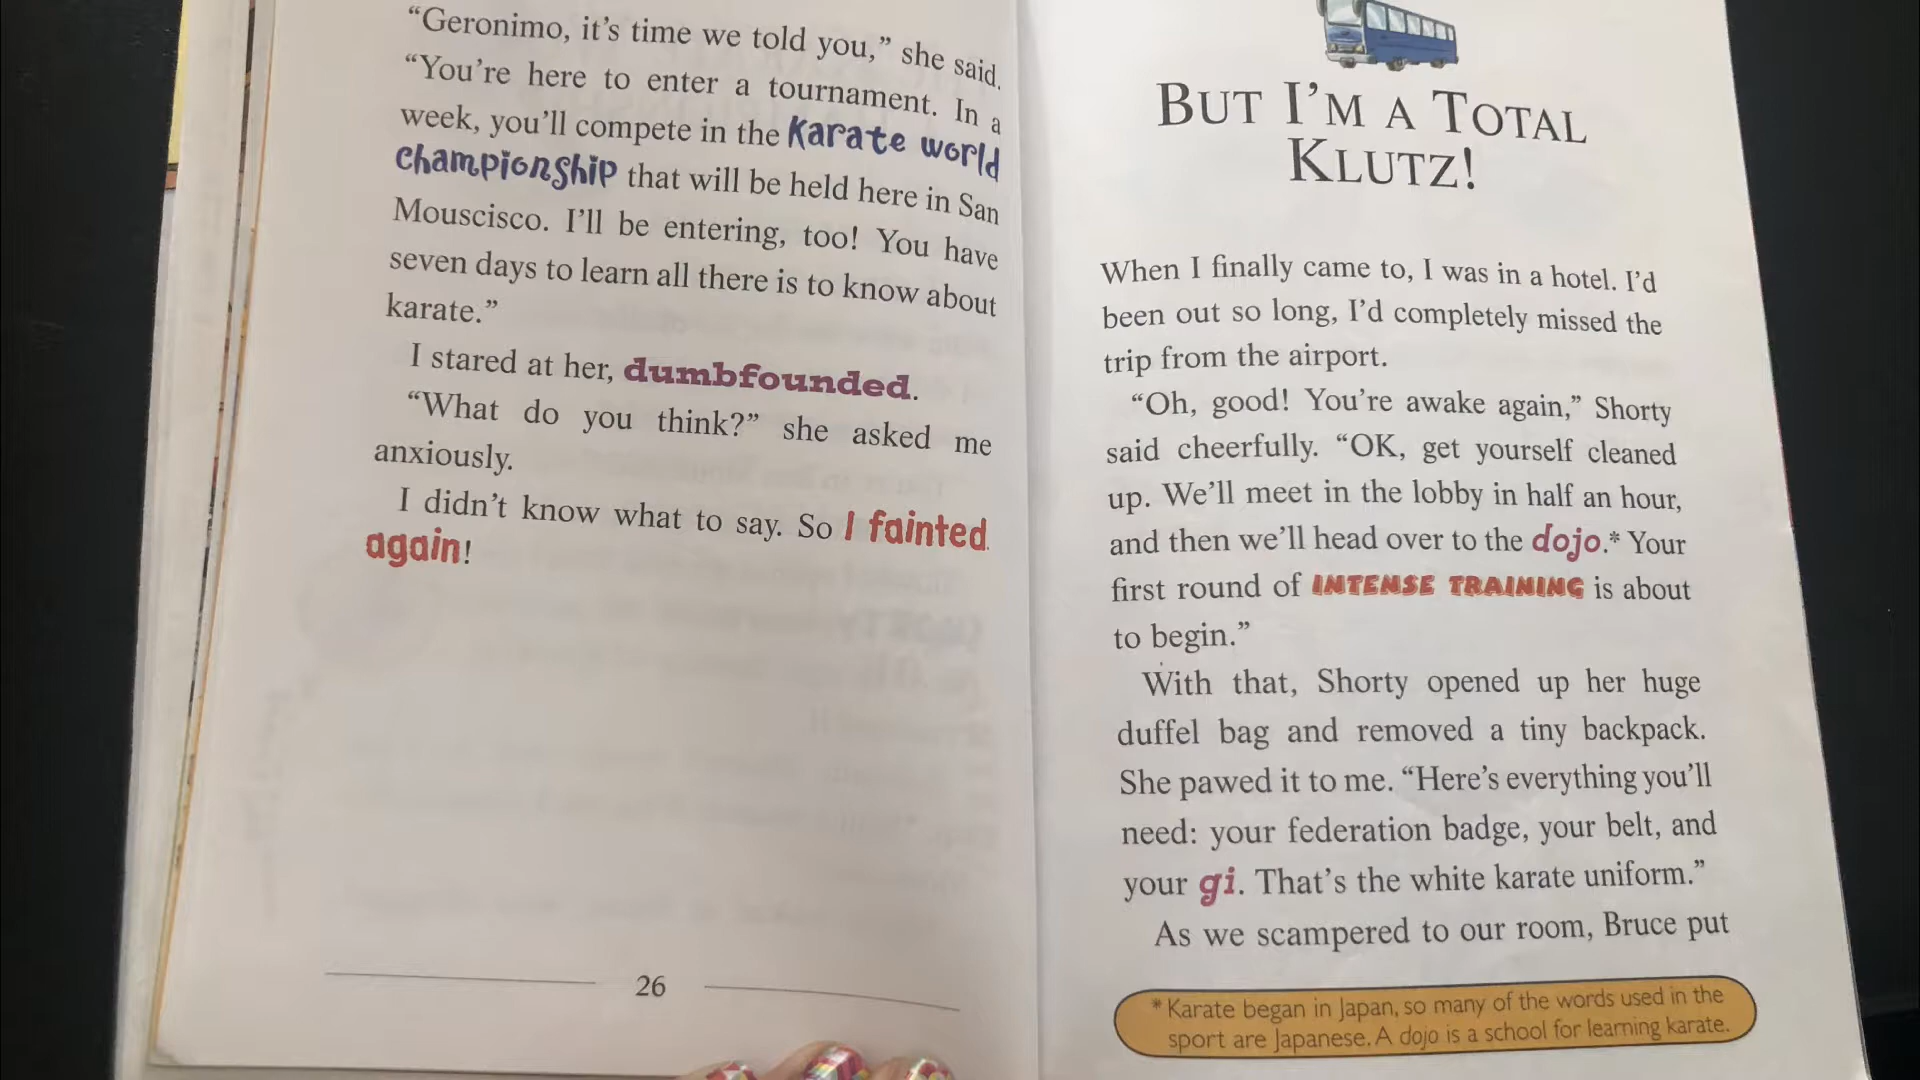 “Geronimo, it’s time we told you,” she said.
“You’re here to enter a tournament. In a
week, you’ll compete in the Karate world
championship that will be held here in San
Mouscisco. I’ll be entering, too! You have
seven days to learn all there is to know about
karate.”
I stared at her, dumbfounded.
“What do you think?” she asked me
anxiously.
I didn’t know what to say. So I fainted
again!
26
BUT I’M A TOTAL
KLUTZ!
When I finally came to, I was in a hotel. I’d
been out so long, I’d completely missed the
trip from the airport.
“Oh, good! You’re awake again,” Shorty
said cheerfully. “OK, get yourself cleaned
up. We’ll meet in the lobby in half an hour,
and then we’ll head over to the dojo.* Your
first round of INTENSE TRAINING is about
to begin.”
With that, Shorty opened up her huge
duffel bag and removed a tiny backpack.
She pawed it to me. “Here’s everything you’ll
need: your federation badge, your belt, and
your gi. That’s the white karate uniform.”
As we scampered to our room, Bruce put
* Karate began in Japan, so many of the words used in the
sport are Japanese. A dojo is a school for learning karate.